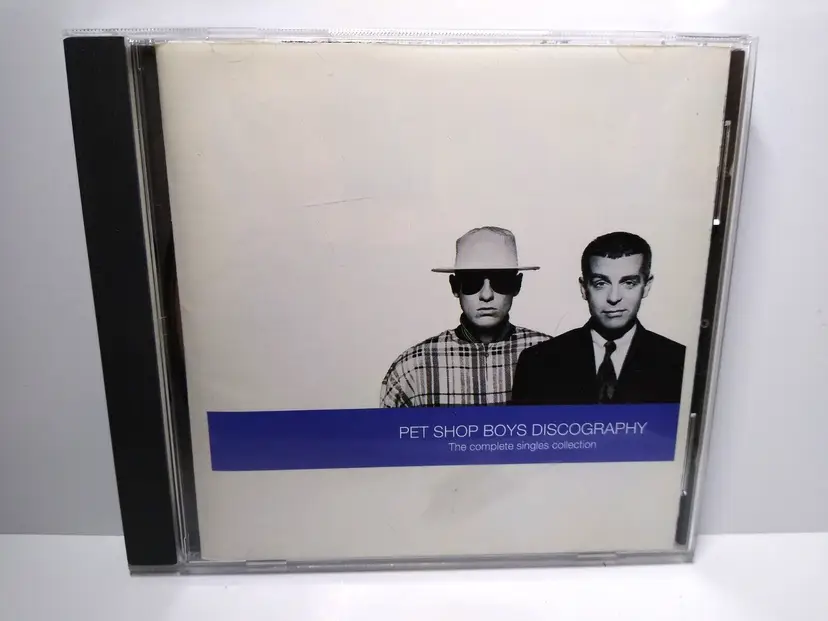 PET SHOP BOYS DISCOGRAPHY
The complete singles collection